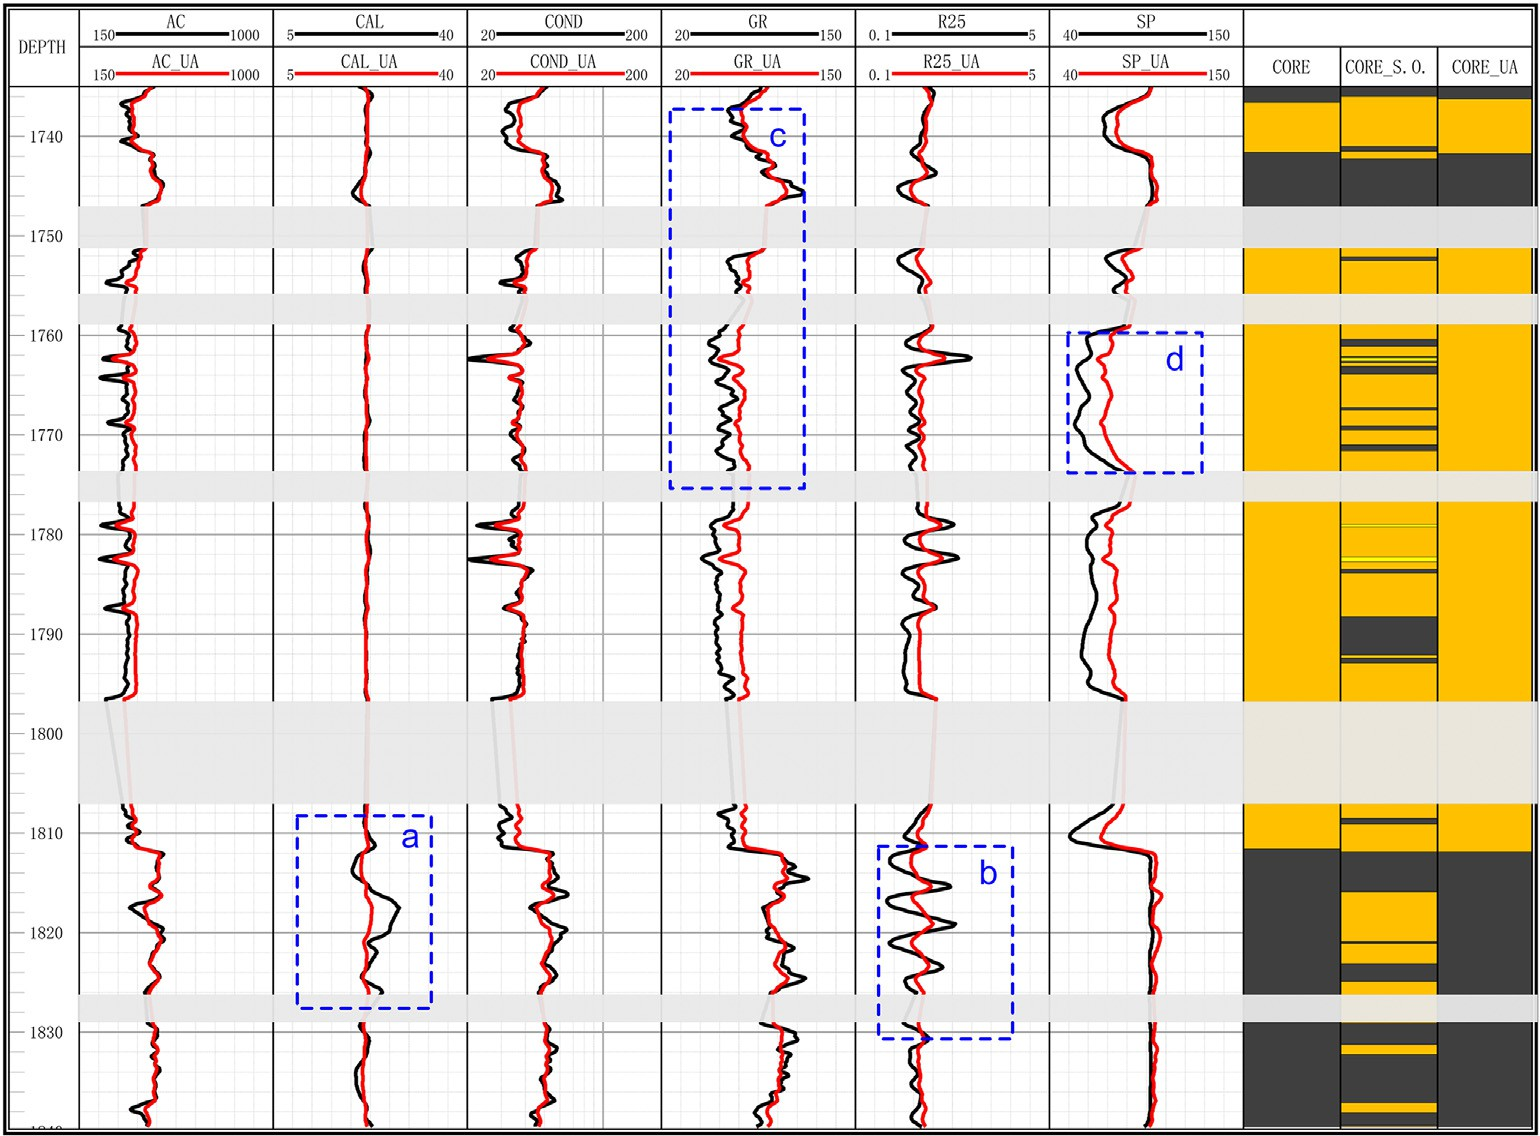 DEPTH AC CAL COND GR R25 SP
150 1000 5 40 20 200 20 150 0.1 5 40 150
AC_UA CAL_UA COND_UA GR_UA R25_UA SP_UA CORE CORE_S.O. CORE_UA
150 1000 5 40 20 200 20 150 0.1 5 40 150
c
1740
1750
1760
d
1770
1780
1790
1800
1810
a
b
1820
1830